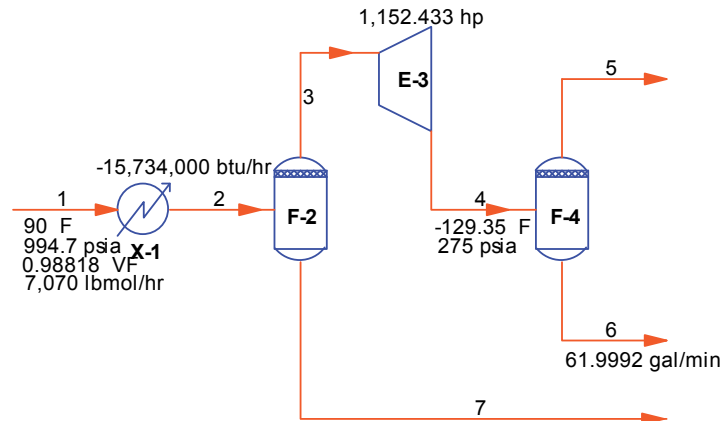 1,152.433 hp
5
E-3
3
-15,734,000 btu/hr
1
2
4
F-2
-129.35 F
F-4
275 psia
90 F
994.7 psia
X-1
0.98818 VF
7,070 lbmol/hr
6
61.9992 gal/min
7